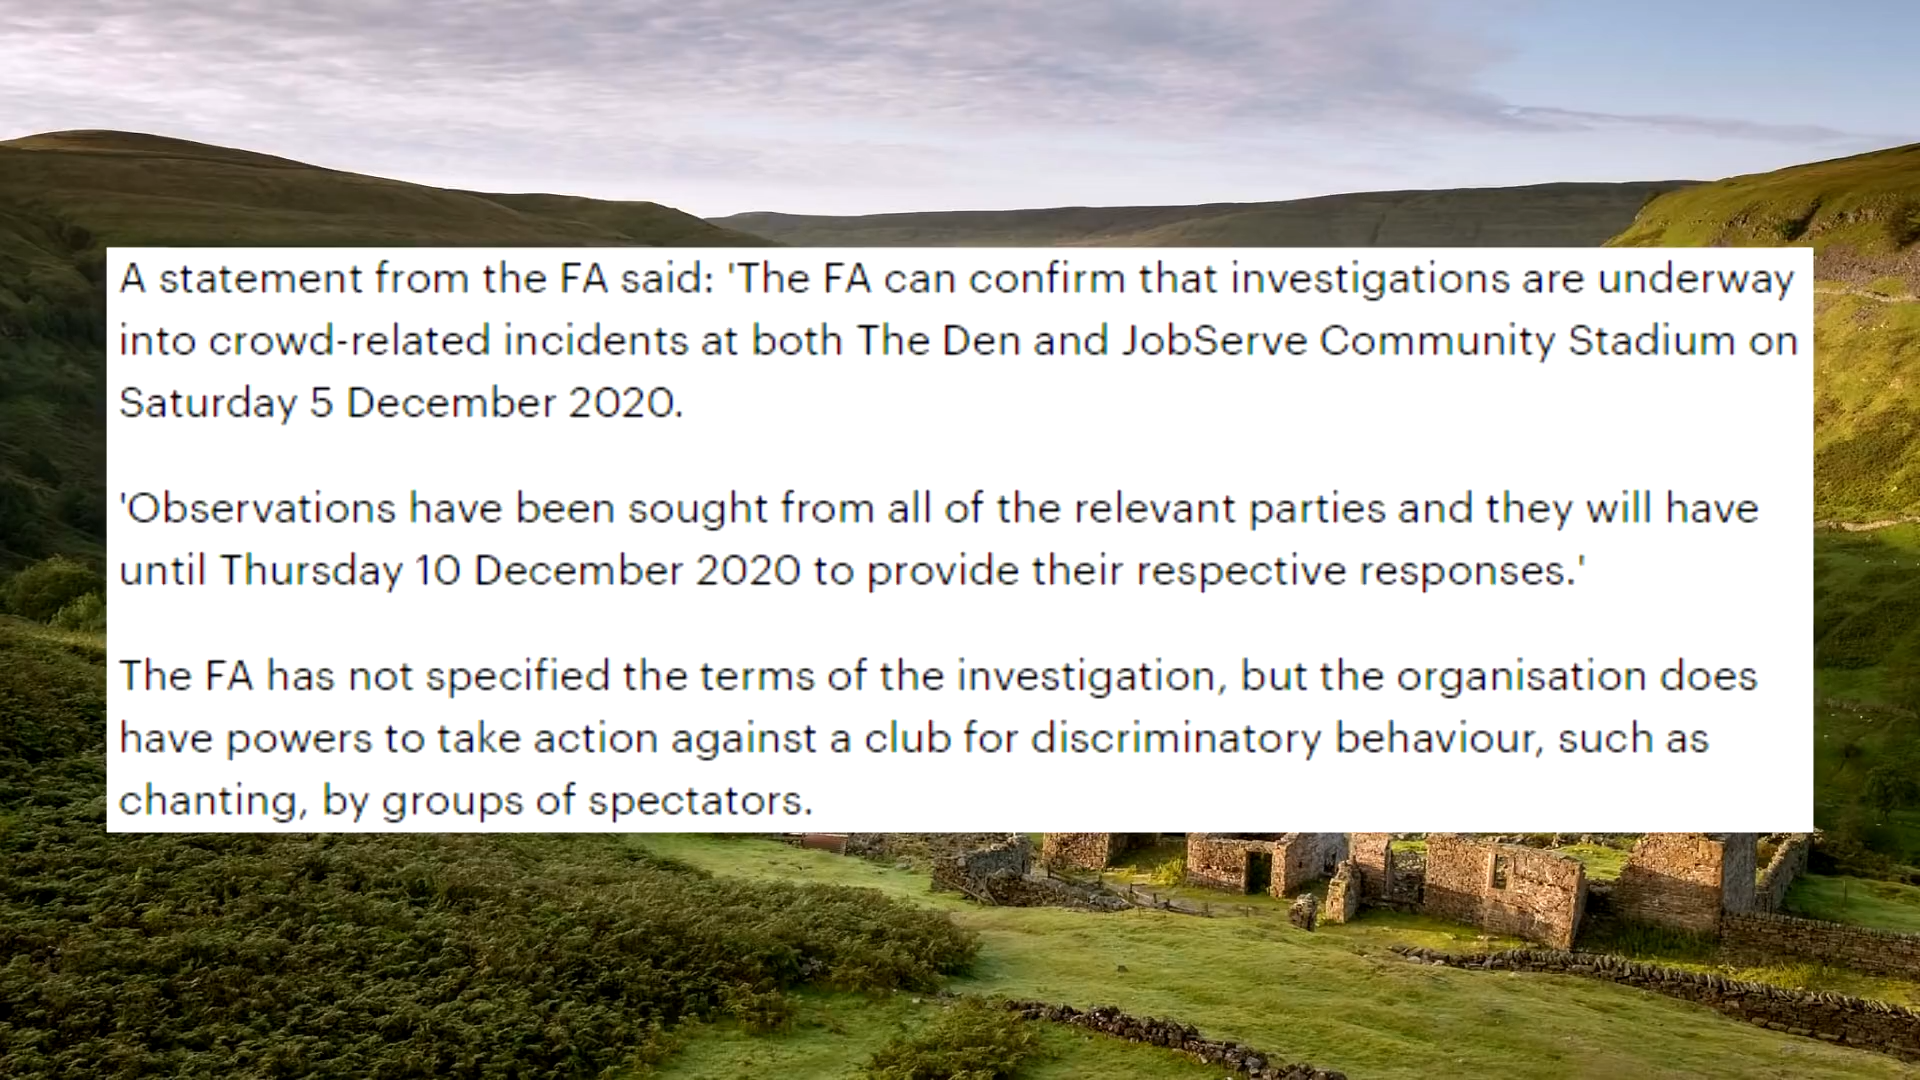 A statement from the FA said: 'The FA can confirm that investigations are underway
into crowd-related incidents at both The Den and JobServe Community Stadium on
Saturday 5 December 2020.
'Observations have been sought from all of the relevant parties and they will have
until Thursday 10 December 2020 to provide their respective responses.'
The FA has not specified the terms of the investigation, but the organisation does
have powers to take action against a club for discriminatory behaviour, such as
chanting, by groups of spectators.